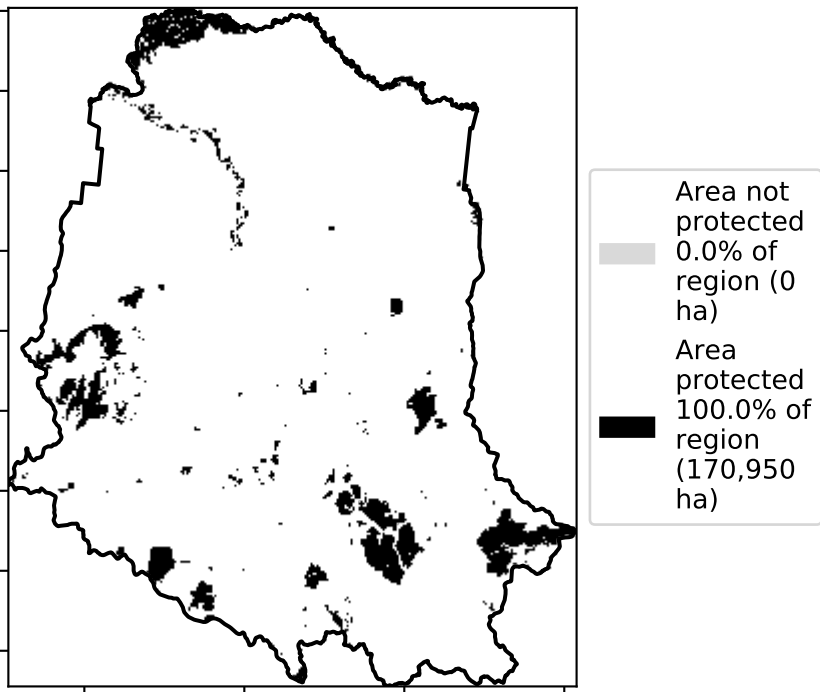 Area not
protected
0.0% of
region (0
ha)
Area
protected
100.0% of
region
(170,950
ha)